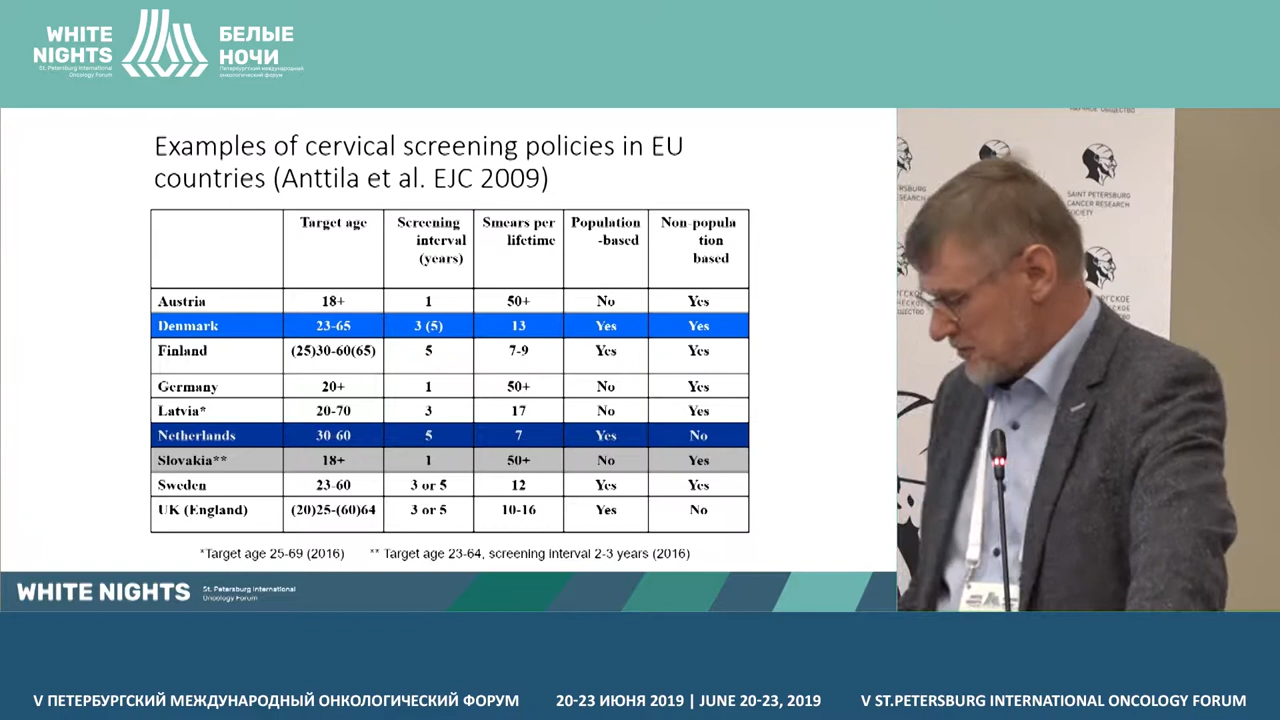 WHITE NIGHTS
St. Petersburg International
Oncology Forum
БЕЛЫЕ НОЧИ
Петербургский международный
онкологический форум
Examples of cervical screening policies in EU
countries (Anttila et al. EJC 2009)
Target age | Screening interval (years) | Smears per lifetime | Population-based | Non-population based
Austria 18+ 1 50+ No Yes
Denmark 23-65 3 (5) 13 Yes Yes
Finland (25)30-60(65) 5 7-9 Yes Yes
Germany 20+ 1 50+ No Yes
Latvia* 20-70 3 17 No Yes
Netherlands 30-60 5 7 Yes No
Slovakia** 18+ 1 50+ No Yes
Sweden 23-60 3 or 5 12 Yes Yes
UK (England) (20)25-(60)64 3 or 5 10-16 Yes No
*Target age 25-69 (2016) ** Target age 23-64, screening interval 2-3 years (2016)
WHITE NIGHTS
St. Petersburg International
Oncology Forum
SAINT PETERSBURG
CANCER RESEARCH
SOCIETY
V ПЕТЕРБУРГСКИЙ МЕЖДУНАРОДНЫЙ ОНКОЛОГИЧЕСКИЙ ФОРУМ 20-23 ИЮНЯ 2019 | JUNE 20-23, 2019 V ST.PETERSBURG INTERNATIONAL ONCOLOGY FORUM